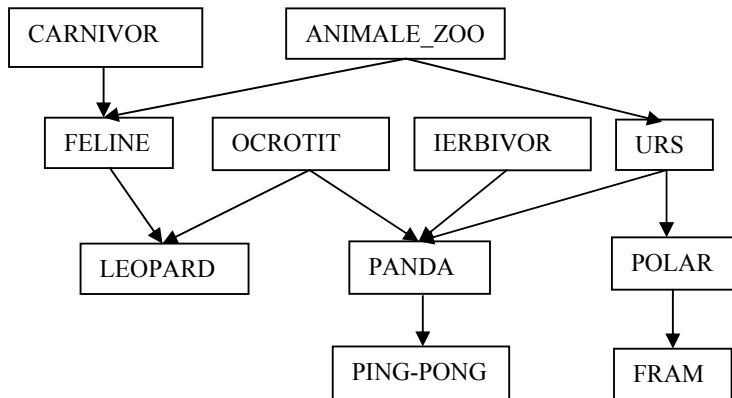 CARNIVOR
ANIMALE_ZOO
FELINE
OCROTIT
IERBIVOR
URS
LEOPARD
PANDA
POLAR
PING-PONG
FRAM